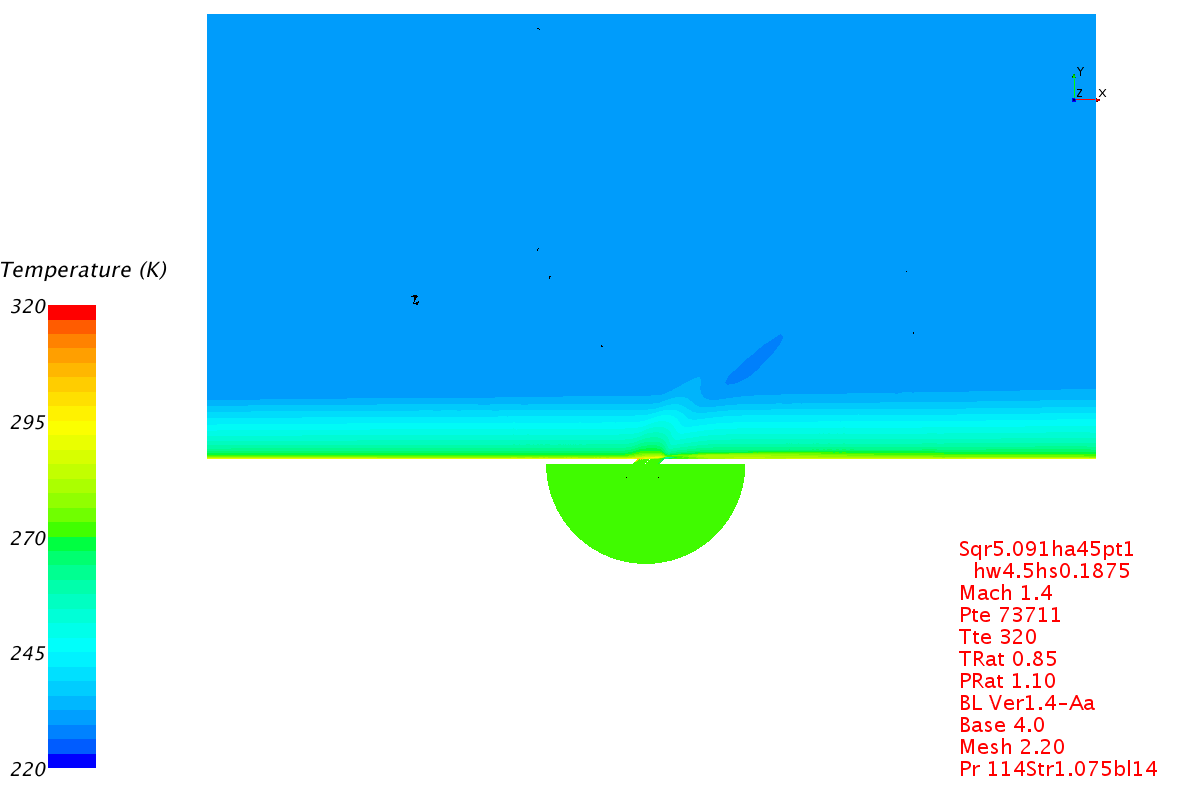 Y
Z X
Temperature (K)
320
295
270
245
220
Sqr5.091ha45pt1
hw4.5hs0.1875
Mach 1.4
Pte 73711
Tte 320
TRat 0.85
PRat 1.10
BL Ver1.4-Aa
Base 4.0
Mesh 2.20
Pr 114Str1.075bl14